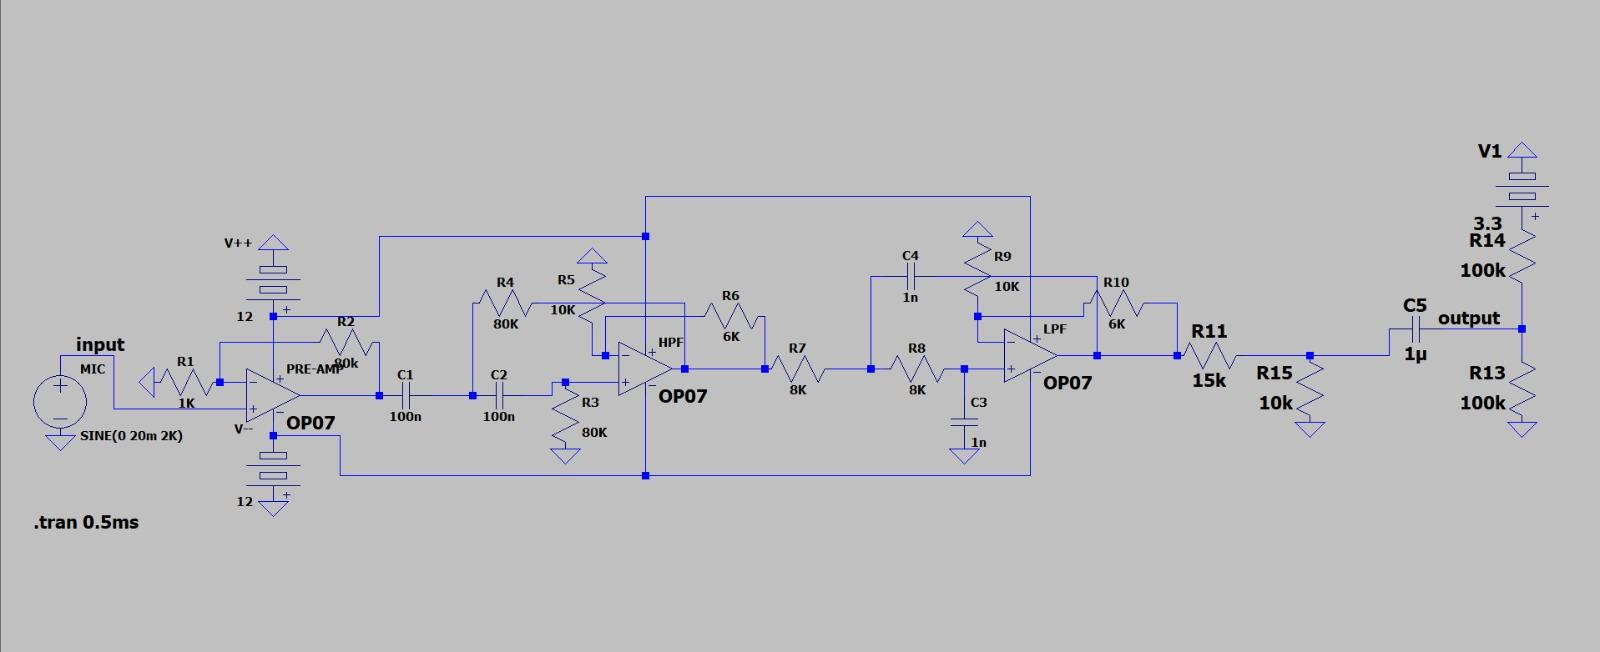 V1
3.3
R14
100k
V++
12
R5
10K
R4
80K
R6
6K
C4
1n
R9
10K
R10
6K
C5
1µ
output
input
MIC
R1
1K
R2
80k
PRE-AMP
HPF
OP07
LPF
OP07
R7
8K
R8
8K
R11
15k
R15
10k
R13
100k
C1
100n
C2
100n
R3
80K
C3
1n
SINE(0 20m 2K)
V--
OP07
12
.tran 0.5ms